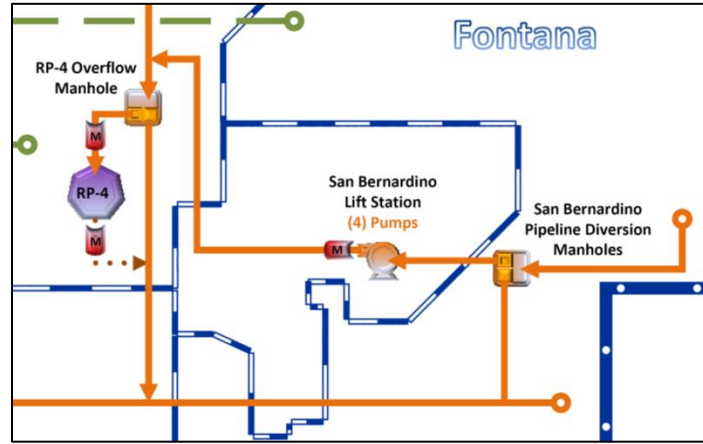 Fontana
RP-4 Overflow
Manhole
M
RP-4
M
San Bernardino
Lift Station
(4) Pumps
M
San Bernardino
Pipeline Diversion
Manholes